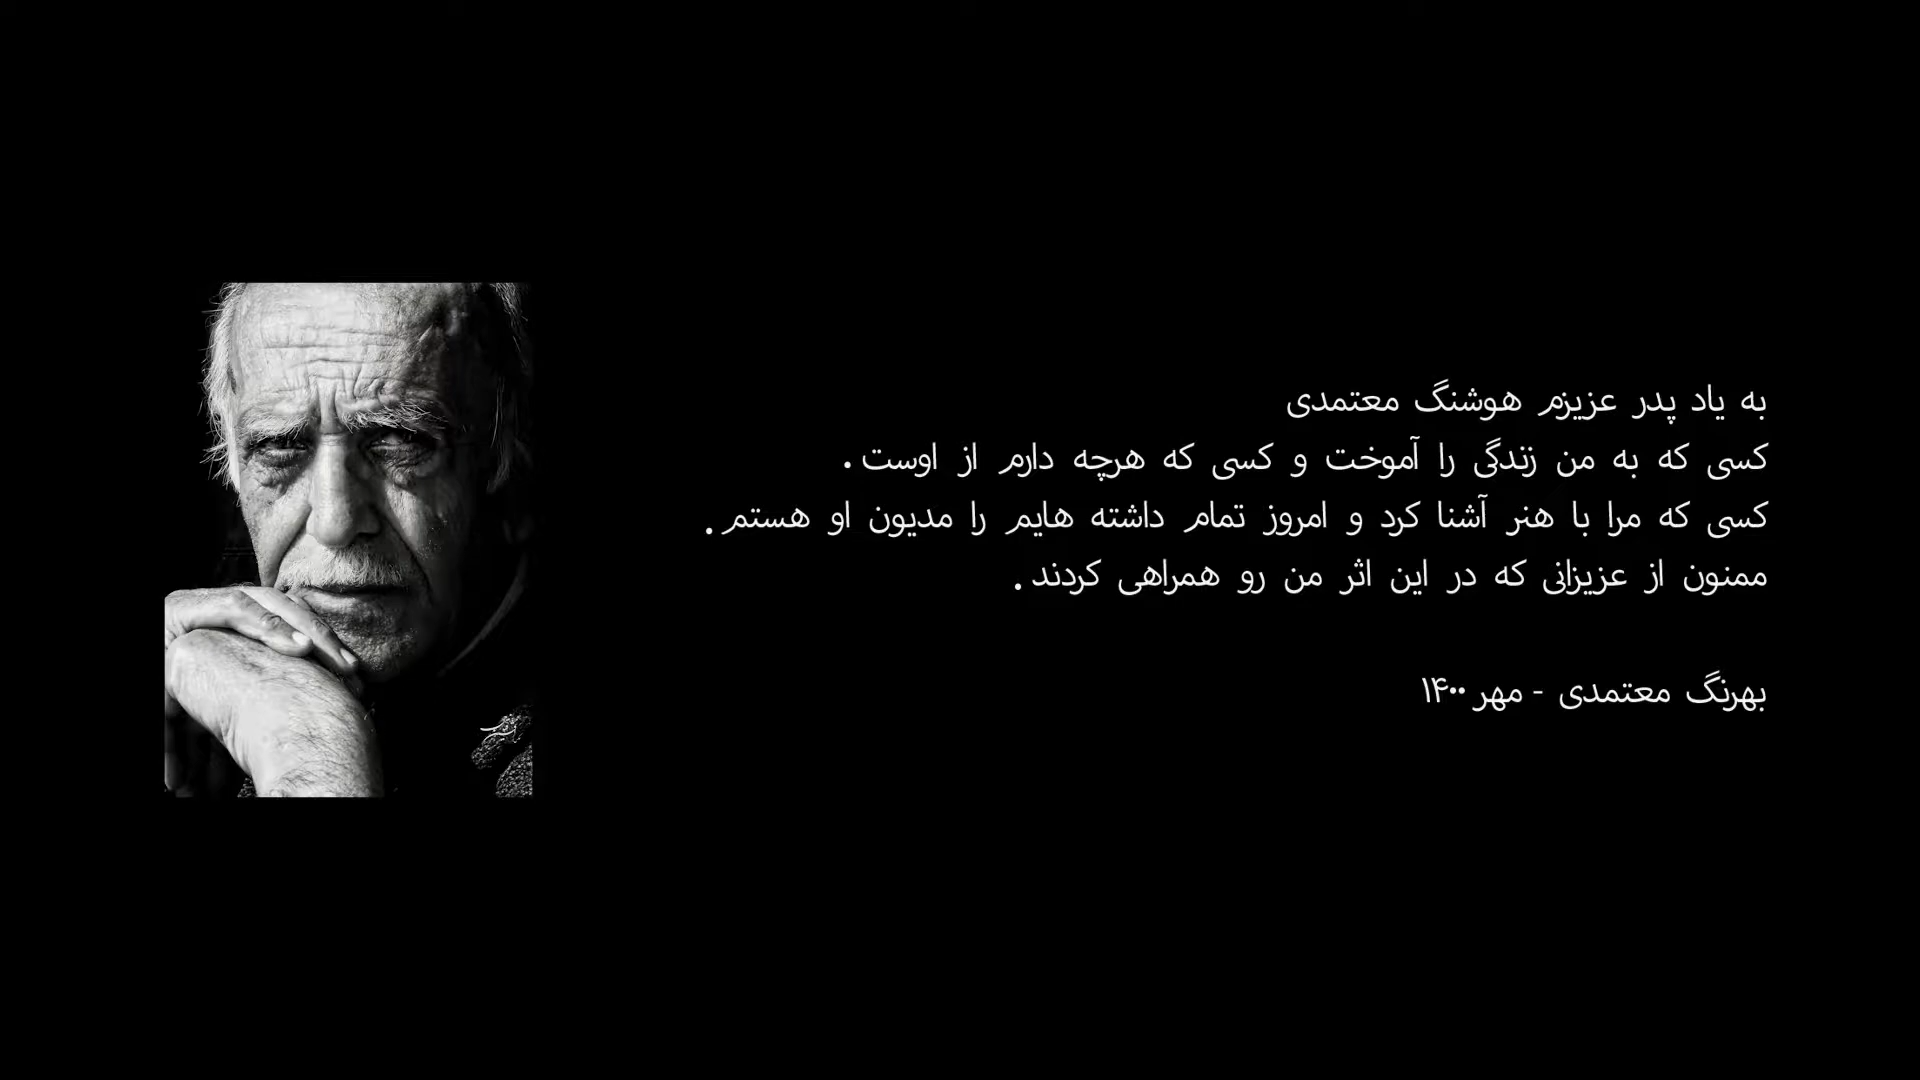 به یاد پدر عزیزم هوشنگ معتمدی
کسی که به من زندگی را آموخت و کسی که هرچه دارم از اوست.
کسی که مرا با هنر آشنا کرد و امروز تمام داشته هایم را مدیون او هستم.
ممنون از عزیزانی که در این اثر من رو همراهی کردند.
بهرنگ معتمدی - مهر ۱۴۰۰